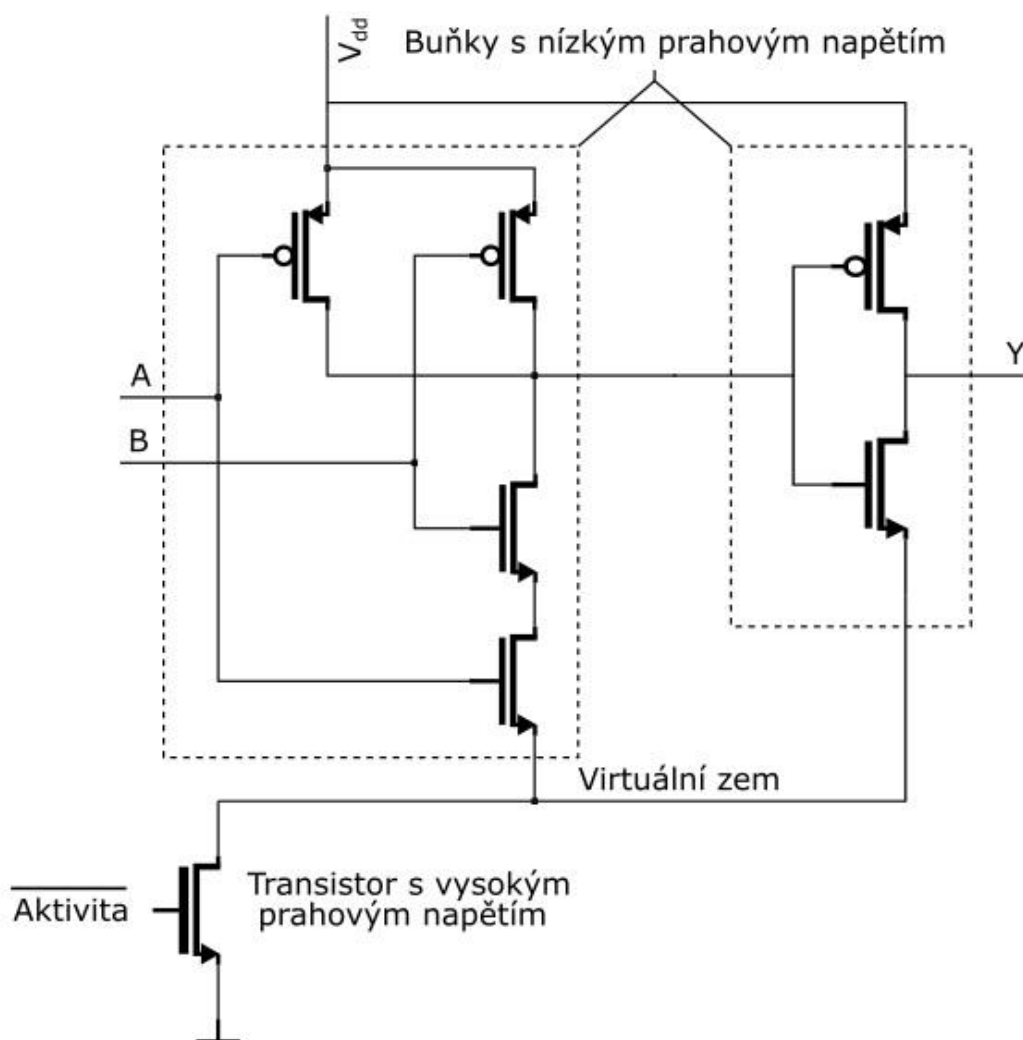 V_dd
Buňky s nízkým prahovým napětím
A
B
Y
Virtuální zem
Aktivita
Transistor s vysokým
prahovým napětím